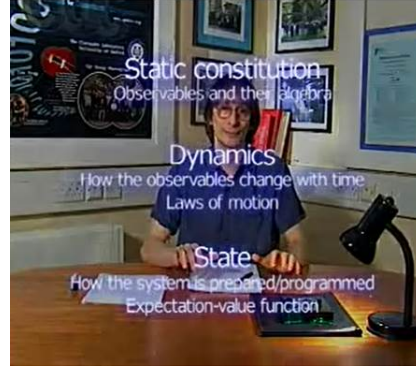 Static constitution
Observables and their algebra
Dynamics
How the observables change with time
Laws of motion
State
How the system is prepared/programmed
Expectation-value function